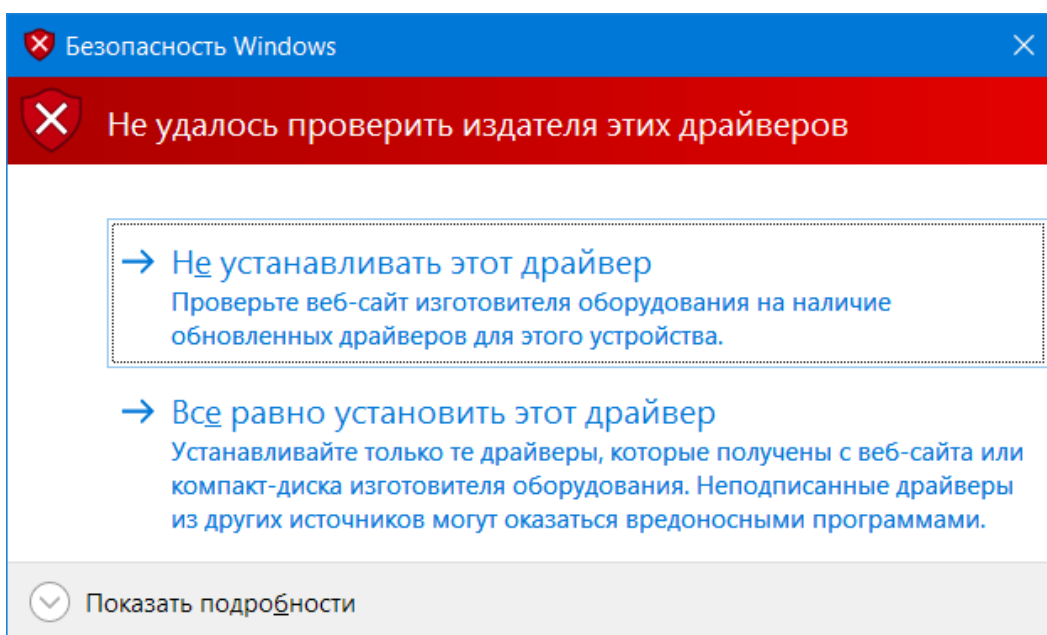 Безопасность Windows
Не удалось проверить издателя этих драйверов
Не устанавливать этот драйвер
Проверьте веб-сайт изготовителя оборудования на наличие
обновленных драйверов для этого устройства.
Все равно установить этот драйвер
Устанавливайте только те драйверы, которые получены с веб-сайта или
компакт-диска изготовителя оборудования. Неподписанные драйверы
из других источников могут оказаться вредоносными программами.
Показать подробности